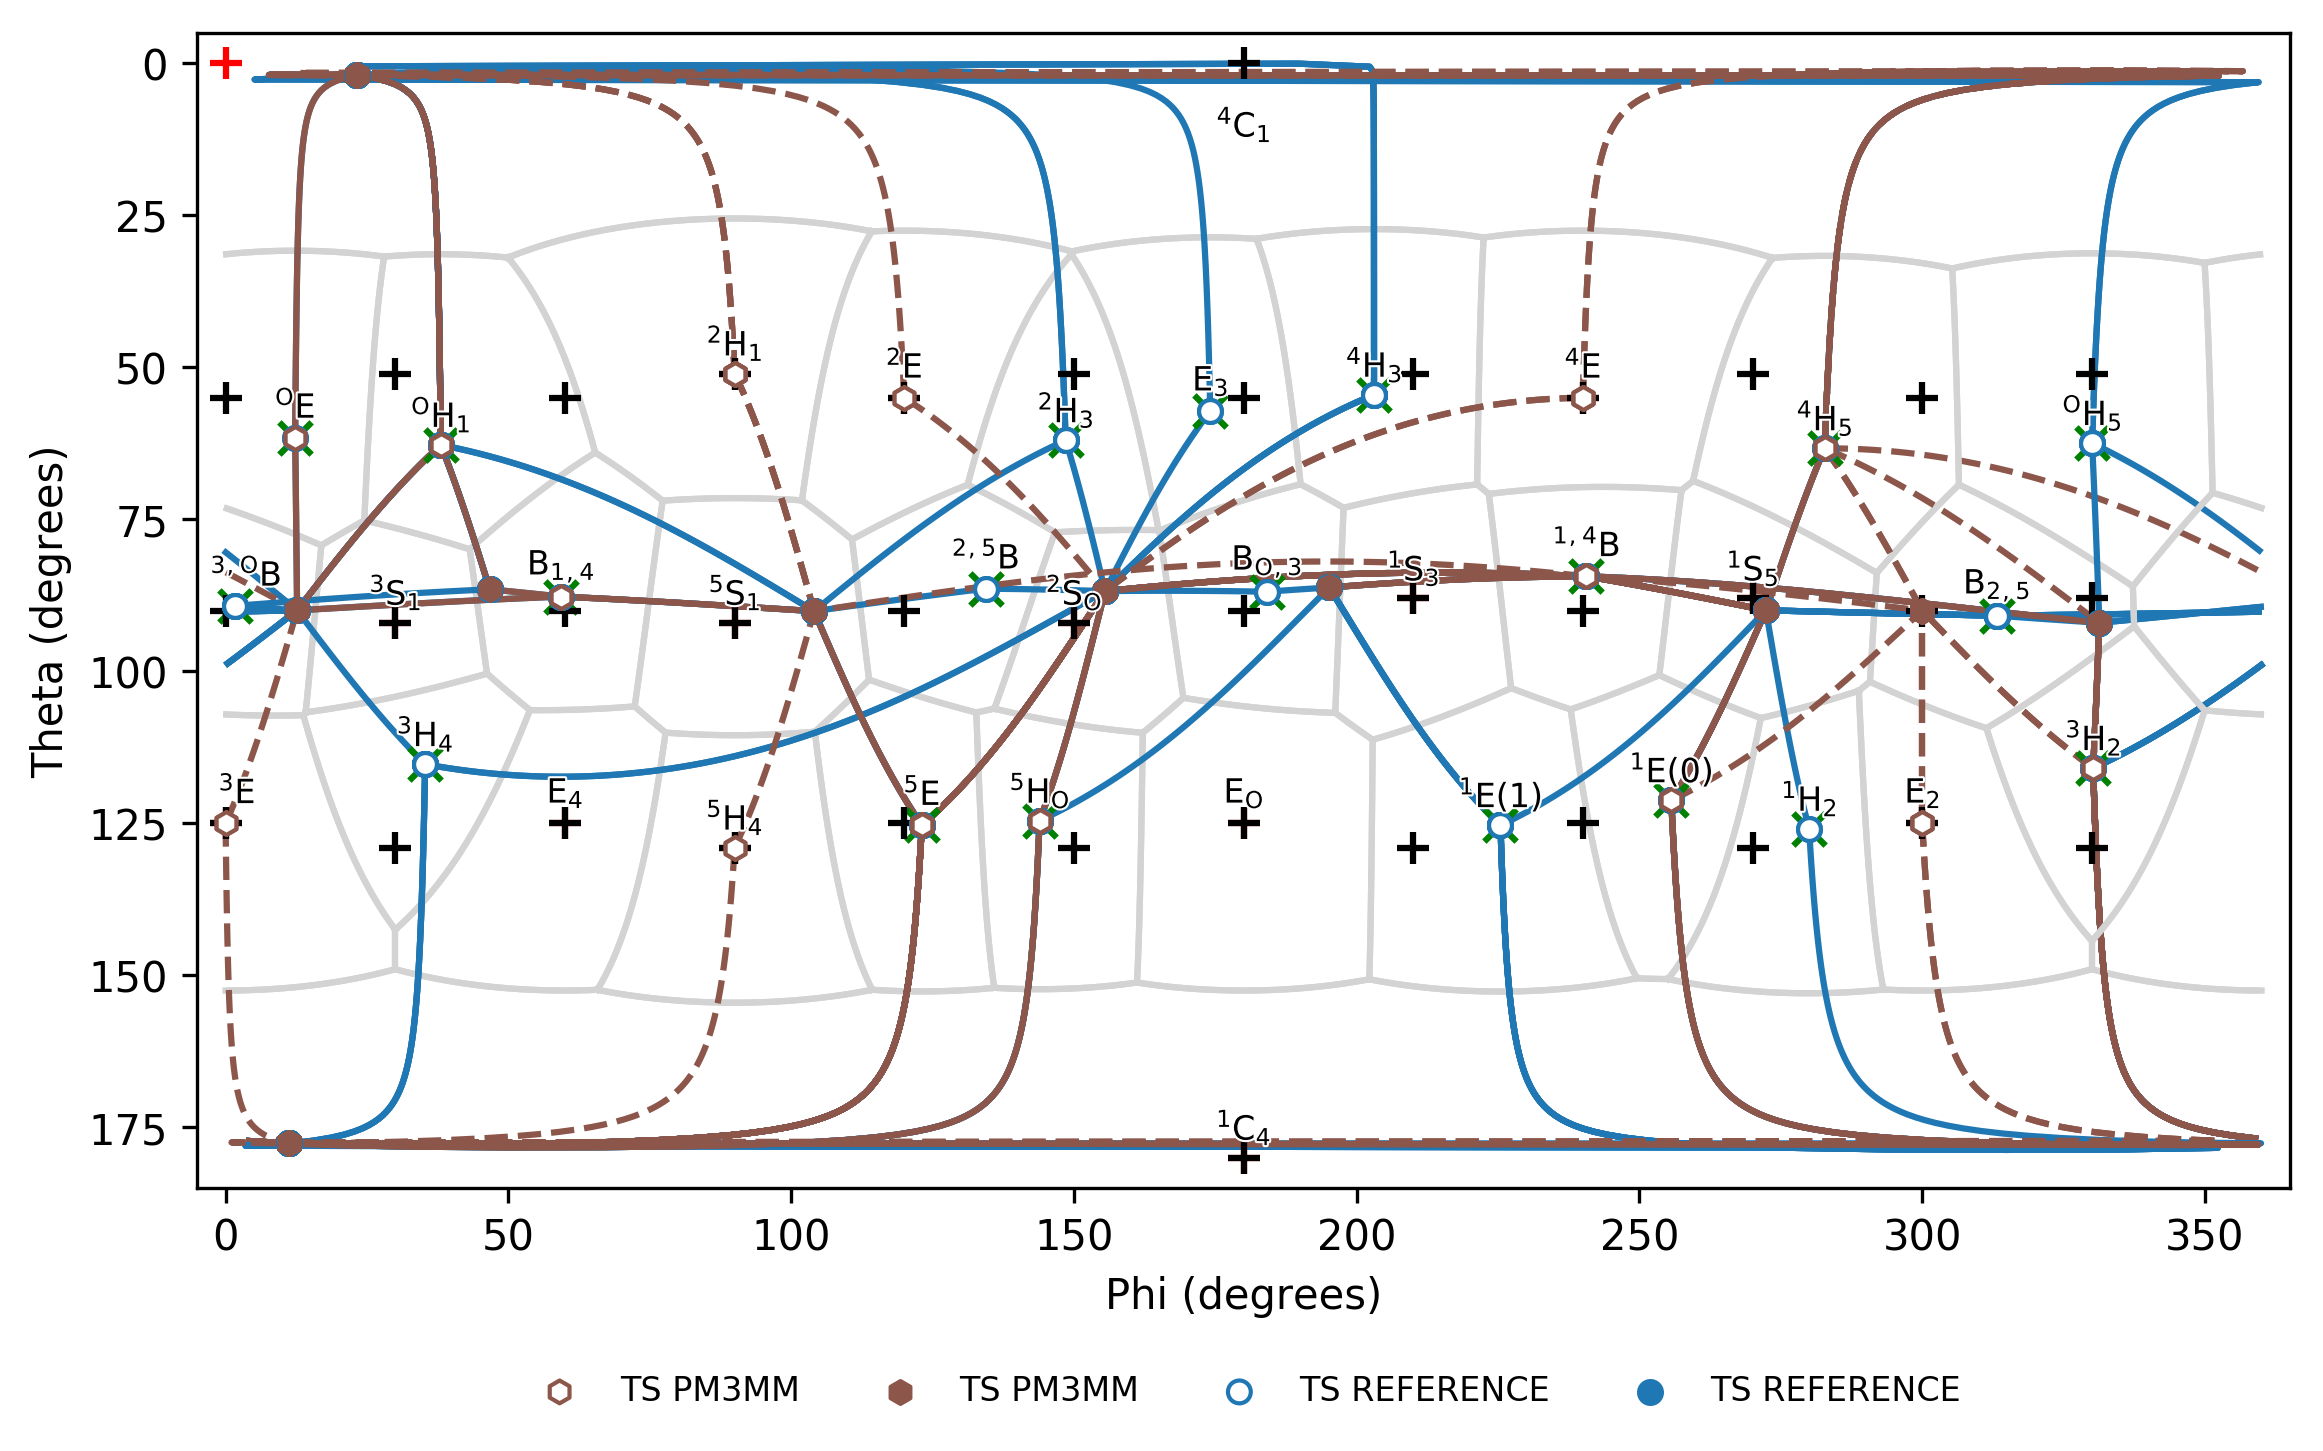 0
25
50
75
100
125
150
175
Theta (degrees)
⁴C₁
²H₁
²E
⁴H₃
⁴E
E₃
ᴼE
ᴼH₁
²H₃
⁴H₅
ᴼH₅
³,ᴼB
³S₁
B₁,₄
⁵S₁
²,⁵B
²Sₒ
Bₒ,₃
¹S₃
¹,⁴B
¹S₅
B₂,₅
³H₄
³H₂
³E
E₄
⁵H₄
⁵E
⁵Hₒ
Eₒ
¹E(1)
¹E(0)
¹H₂
E₂
¹C₄
0 50 100 150 200 250 300 350
Phi (degrees)
TS PM3MM TS PM3MM TS REFERENCE TS REFERENCE